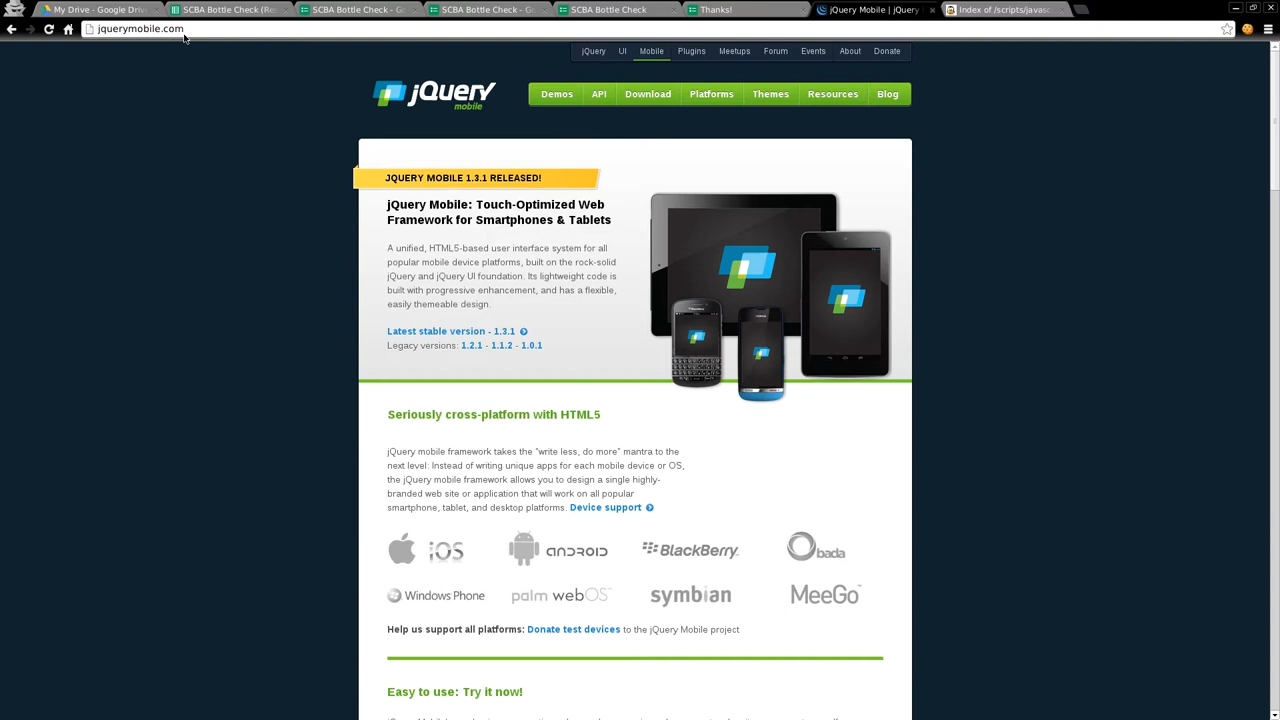 My Drive - Google Drive
SCBA Bottle Check (Re
SCBA Bottle Check - Go
SCBA Bottle Check - Go
SCBA Bottle Check
Thanks!
jQuery Mobile | jQuery
Index of /scripts/javasc
jquerymobile.com
jQuery UI Mobile Plugins Meetups Forum Events About Donate
jQuery
mobile
Demos API Download Platforms Themes Resources Blog
JQUERY MOBILE 1.3.1 RELEASED!
jQuery Mobile: Touch-Optimized Web
Framework for Smartphones & Tablets
A unified, HTML5-based user interface system for all
popular mobile device platforms, built on the rock-solid
jQuery and jQuery UI foundation. Its lightweight code is
built with progressive enhancement, and has a flexible,
easily themeable design.
Latest stable version - 1.3.1
Legacy versions: 1.2.1 - 1.1.2 - 1.0.1
Seriously cross-platform with HTML5
jQuery mobile framework takes the "write less, do more" mantra to the
next level: Instead of writing unique apps for each mobile device or OS,
the jQuery mobile framework allows you to design a single highly-
branded web site or application that will work on all popular
smartphone, tablet, and desktop platforms. Device support
iOS android BlackBerry bada
Windows Phone palm webOS symbian MeeGo
Help us support all platforms: Donate test devices to the jQuery Mobile project
Easy to use: Try it now!